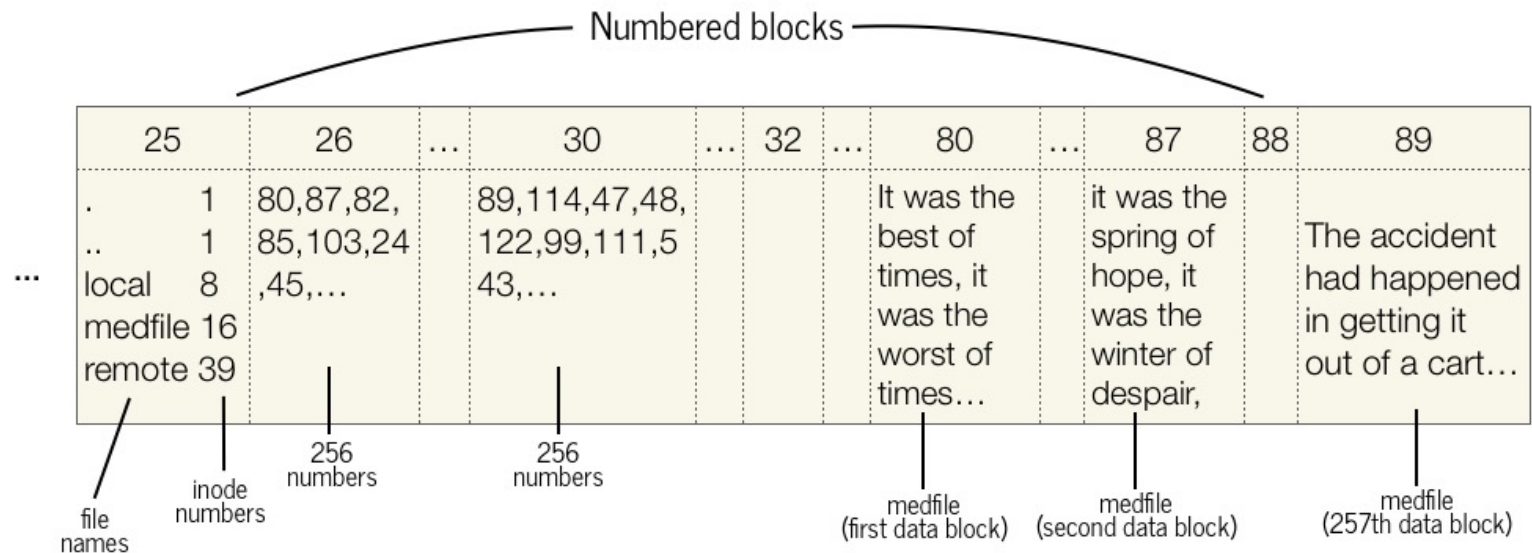 Numbered blocks
25 26 ... 30 ... 32 ... 80 ... 87 88 89
...
. 1
.. 1
local 8
medfile 16
remote 39
80,87,82,
85,103,24
,45,...
89,114,47,48,
122,99,111,5
43,...
It was the
best of
times, it
was the
worst of
times...
it was the
spring of
hope, it
was the
winter of
despair,
The accident
had happened
in getting it
out of a cart...
file
names
inode
numbers
256
numbers
256
numbers
medfile
(first data block)
medfile
(second data block)
medfile
(257th data block)